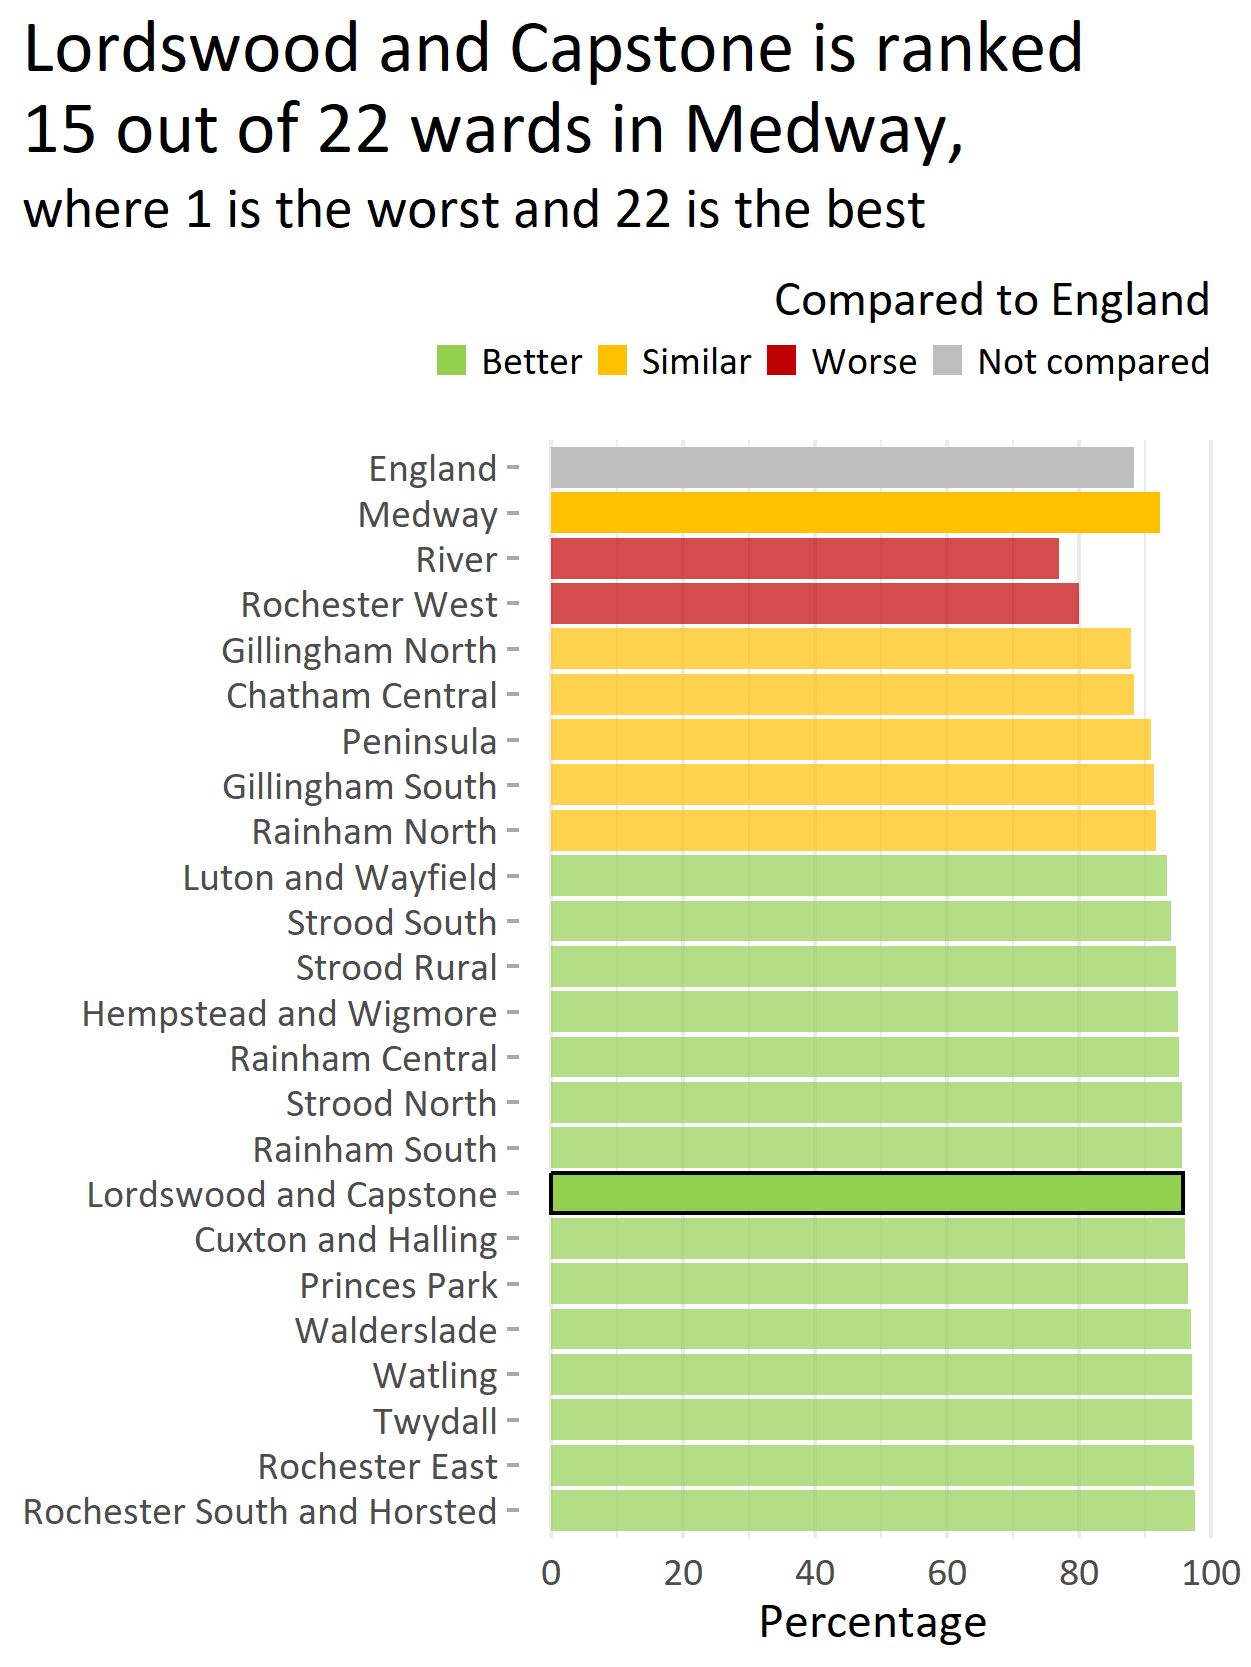 Lordswood and Capstone is ranked
15 out of 22 wards in Medway,
where 1 is the worst and 22 is the best
Compared to England
Better Similar Worse Not compared
England
Medway
River
Rochester West
Gillingham North
Chatham Central
Peninsula
Gillingham South
Rainham North
Luton and Wayfield
Strood South
Strood Rural
Hempstead and Wigmore
Rainham Central
Strood North
Rainham South
Lordswood and Capstone
Cuxton and Halling
Princes Park
Walderslade
Watling
Twydall
Rochester East
Rochester South and Horsted
0 20 40 60 80 100
Percentage